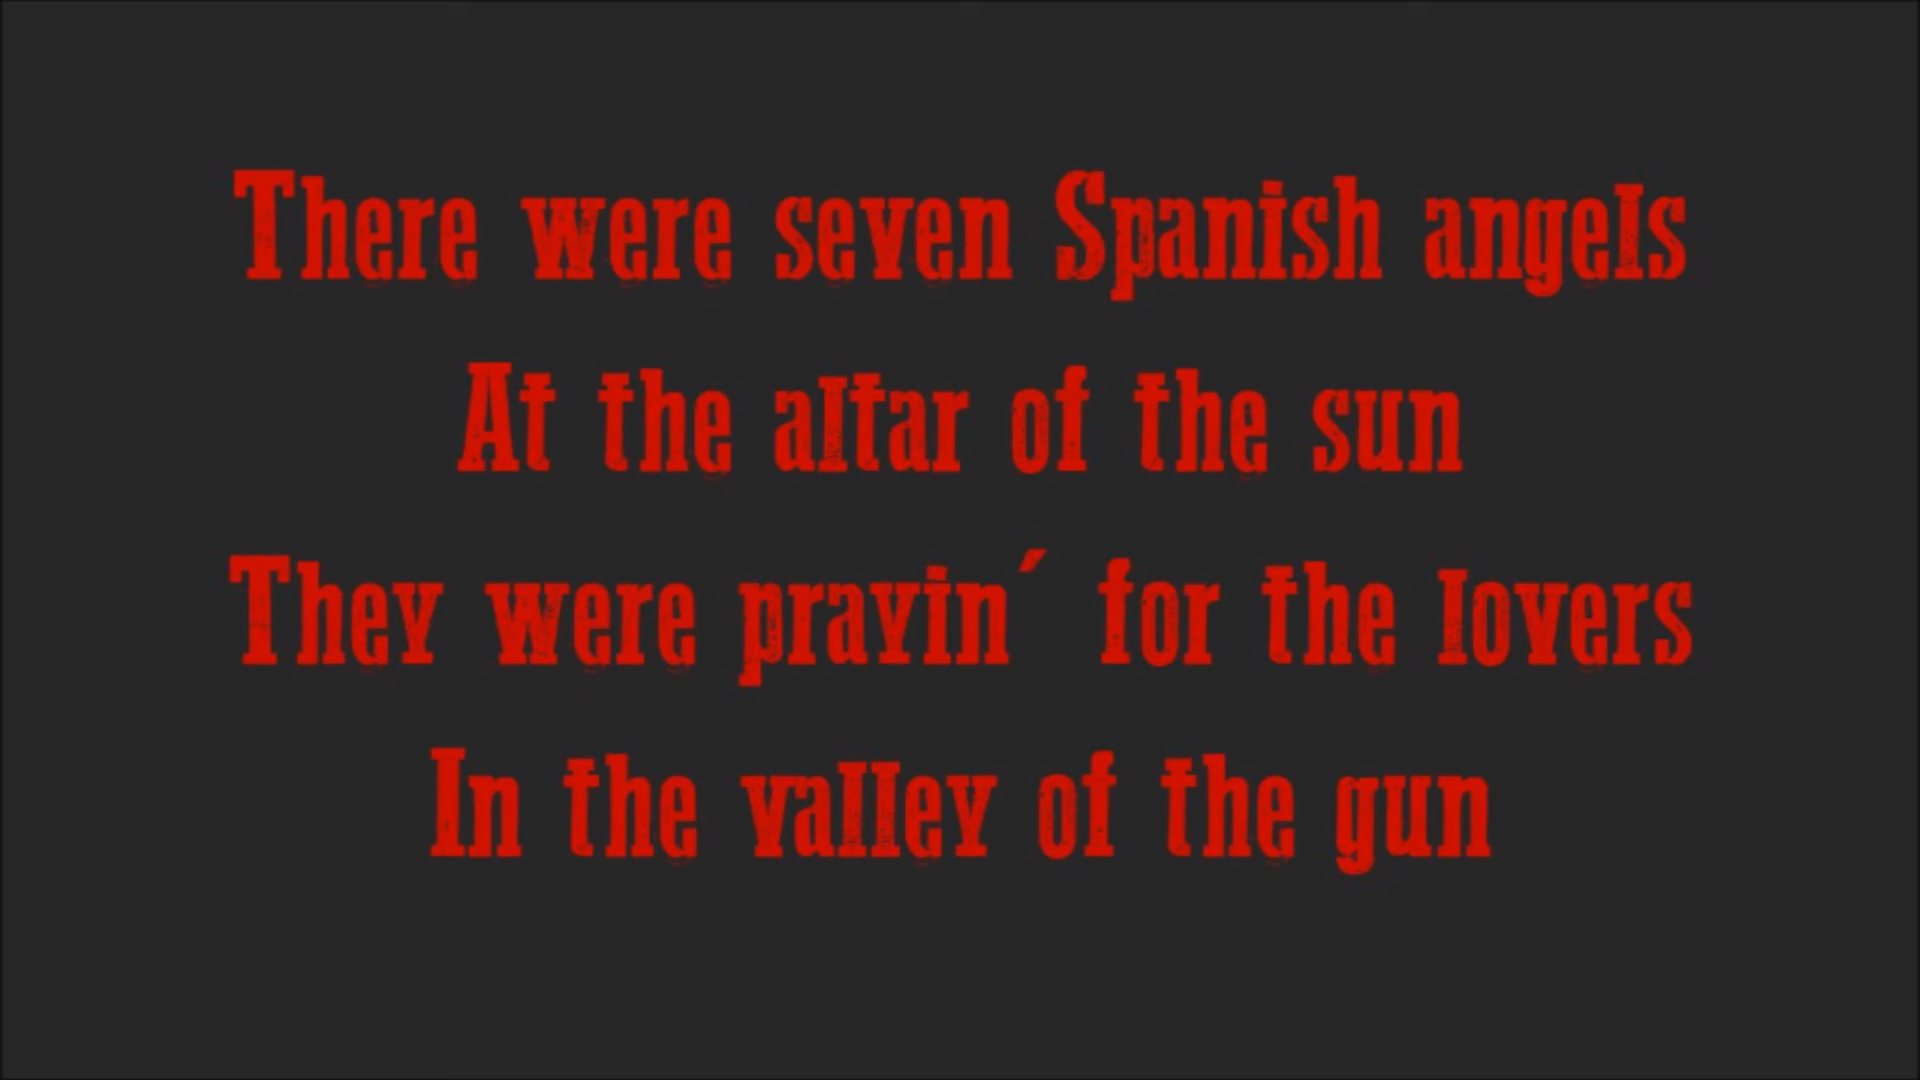 There were seven Spanish angels
At the altar of the sun
They were prayin´ for the lovers
In the valley of the gun